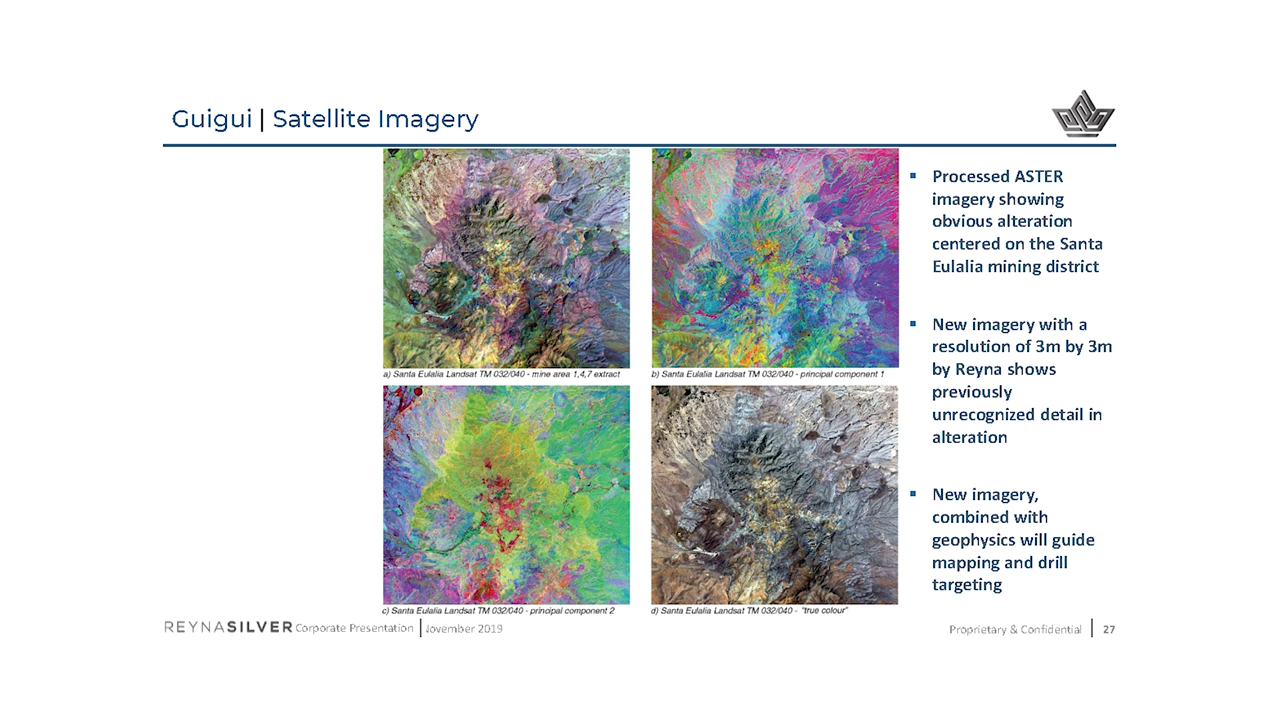 Guigui | Satellite Imagery
a) Santa Eulalia Landsat TM 032/040 - mine area 1,4,7 extract
b) Santa Eulalia Landsat TM 032/040 - principal component 1
c) Santa Eulalia Landsat TM 032/040 - principal component 2
d) Santa Eulalia Landsat TM 032/040 - "true colour"
▪ Processed ASTER
imagery showing
obvious alteration
centered on the Santa
Eulalia mining district
▪ New imagery with a
resolution of 3m by 3m
by Reyna shows
previously
unrecognized detail in
alteration
▪ New imagery,
combined with
geophysics will guide
mapping and drill
targeting
REYNASILVER Corporate Presentation | November 2019
Proprietary & Confidential | 27